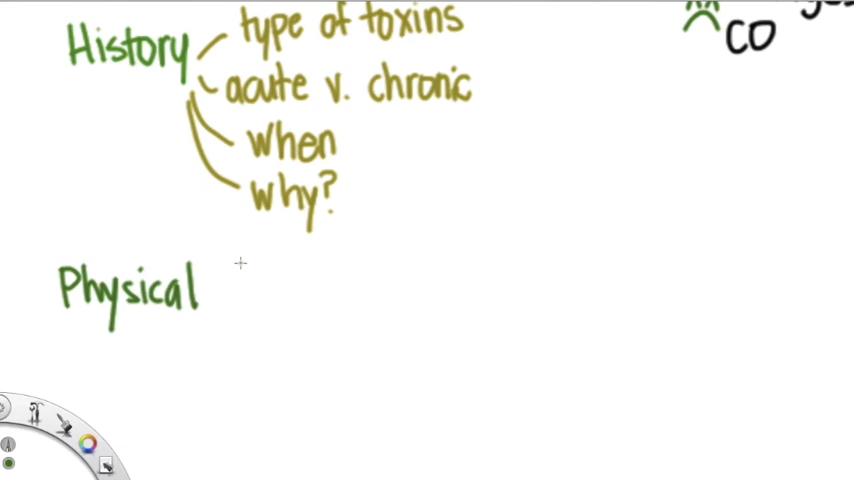 type of toxins
History
CO
acute v. chronic
when
why?
Physical